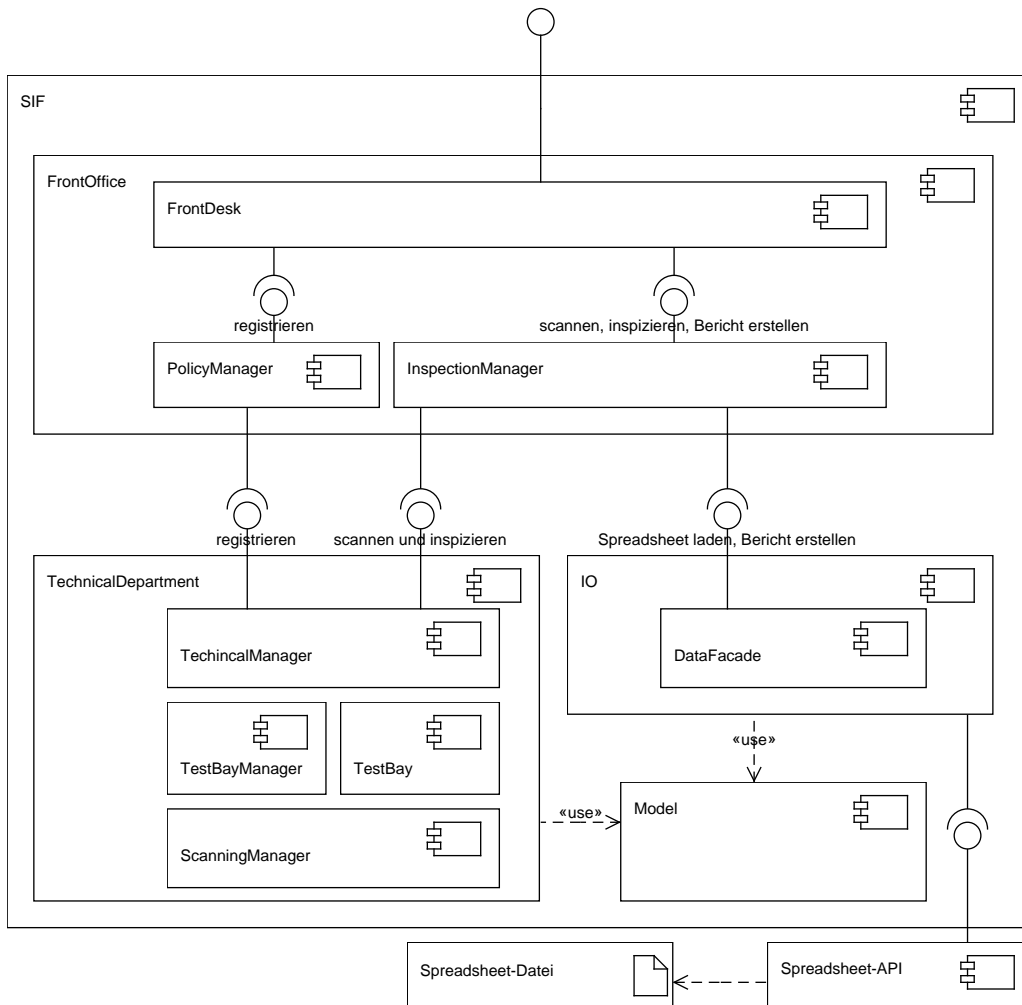 SIF
FrontOffice
FrontDesk
registrieren
scannen, inspizieren, Bericht erstellen
PolicyManager
InspectionManager
registrieren
scannen und inspizieren
Spreadsheet laden, Bericht erstellen
TechnicalDepartment
IO
TechincalManager
DataFacade
«use»
TestBayManager
TestBay
«use»
Model
ScanningManager
Spreadsheet-Datei
Spreadsheet-API